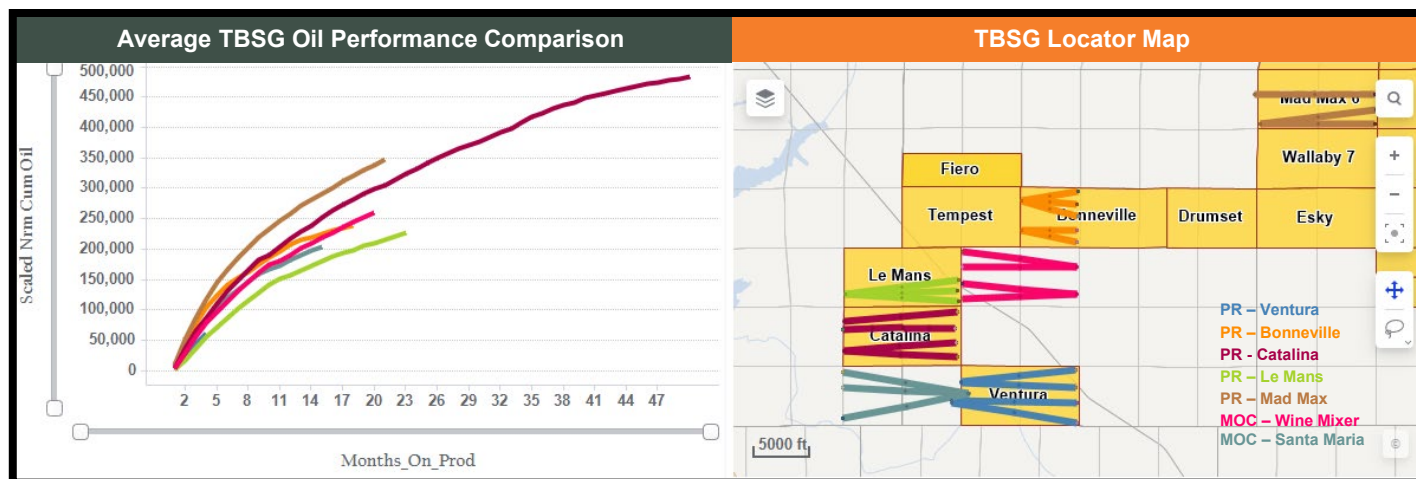 Average TBSG Oil Performance Comparison
TBSG Locator Map
Scaled Nrm Cum Oil
500,000
450,000
400,000
350,000
300,000
250,000
200,000
150,000
100,000
50,000
0
2 5 8 11 14 17 20 23 26 29 32 35 38 41 44 47
Months_On_Prod
Mad Max 6
Wallaby 7
Fiero
Tempest
Bonneville
Drumset
Esky
Le Mans
Catalina
Ventura
PR – Ventura
PR – Bonneville
PR - Catalina
PR – Le Mans
PR – Mad Max
MOC – Wine Mixer
MOC – Santa Maria
5000 ft
+
−
©